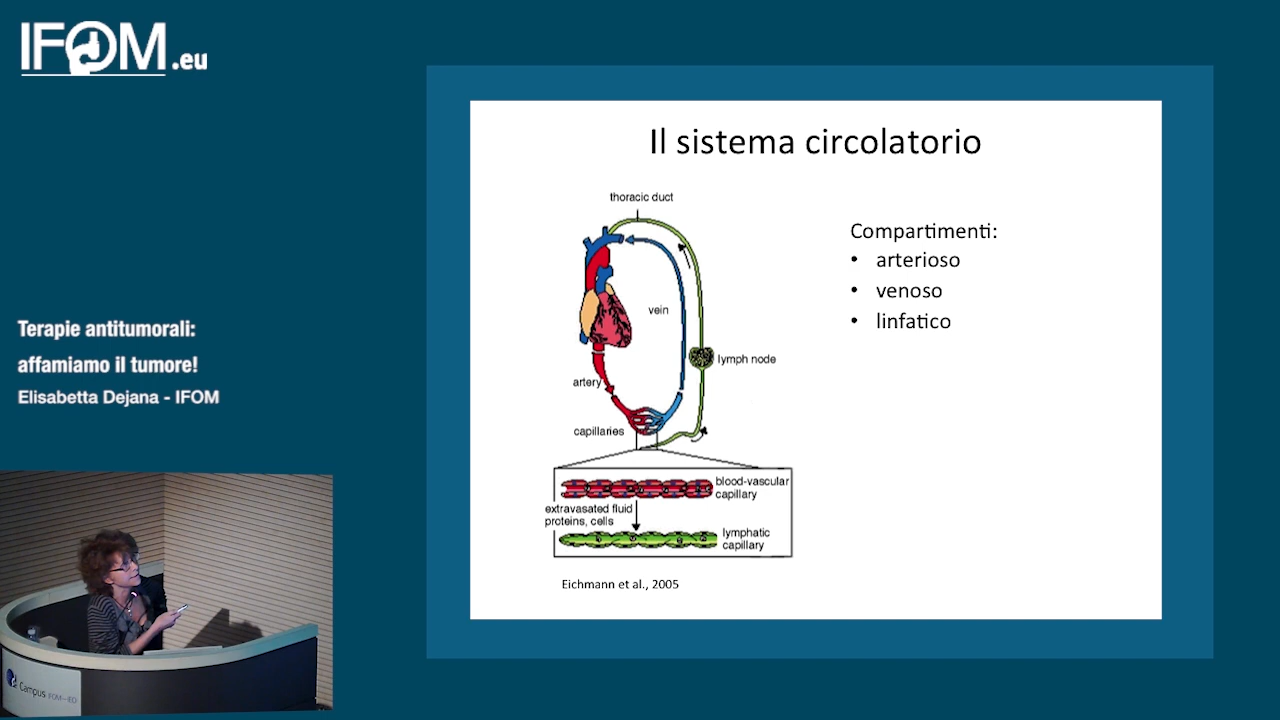 IFOM.eu
Il sistema circolatorio
thoracic duct
Compartimenti:
• arterioso
• venoso
• linfatico
vein
lymph node
artery
capillaries
blood-vascular
capillary
extravasated fluid
proteins, cells
lymphatic
capillary
Eichmann et al., 2005
Terapie antitumorali:
affamiamo il tumore!
Elisabetta Dejana - IFOM
Campus IFOM-IEO